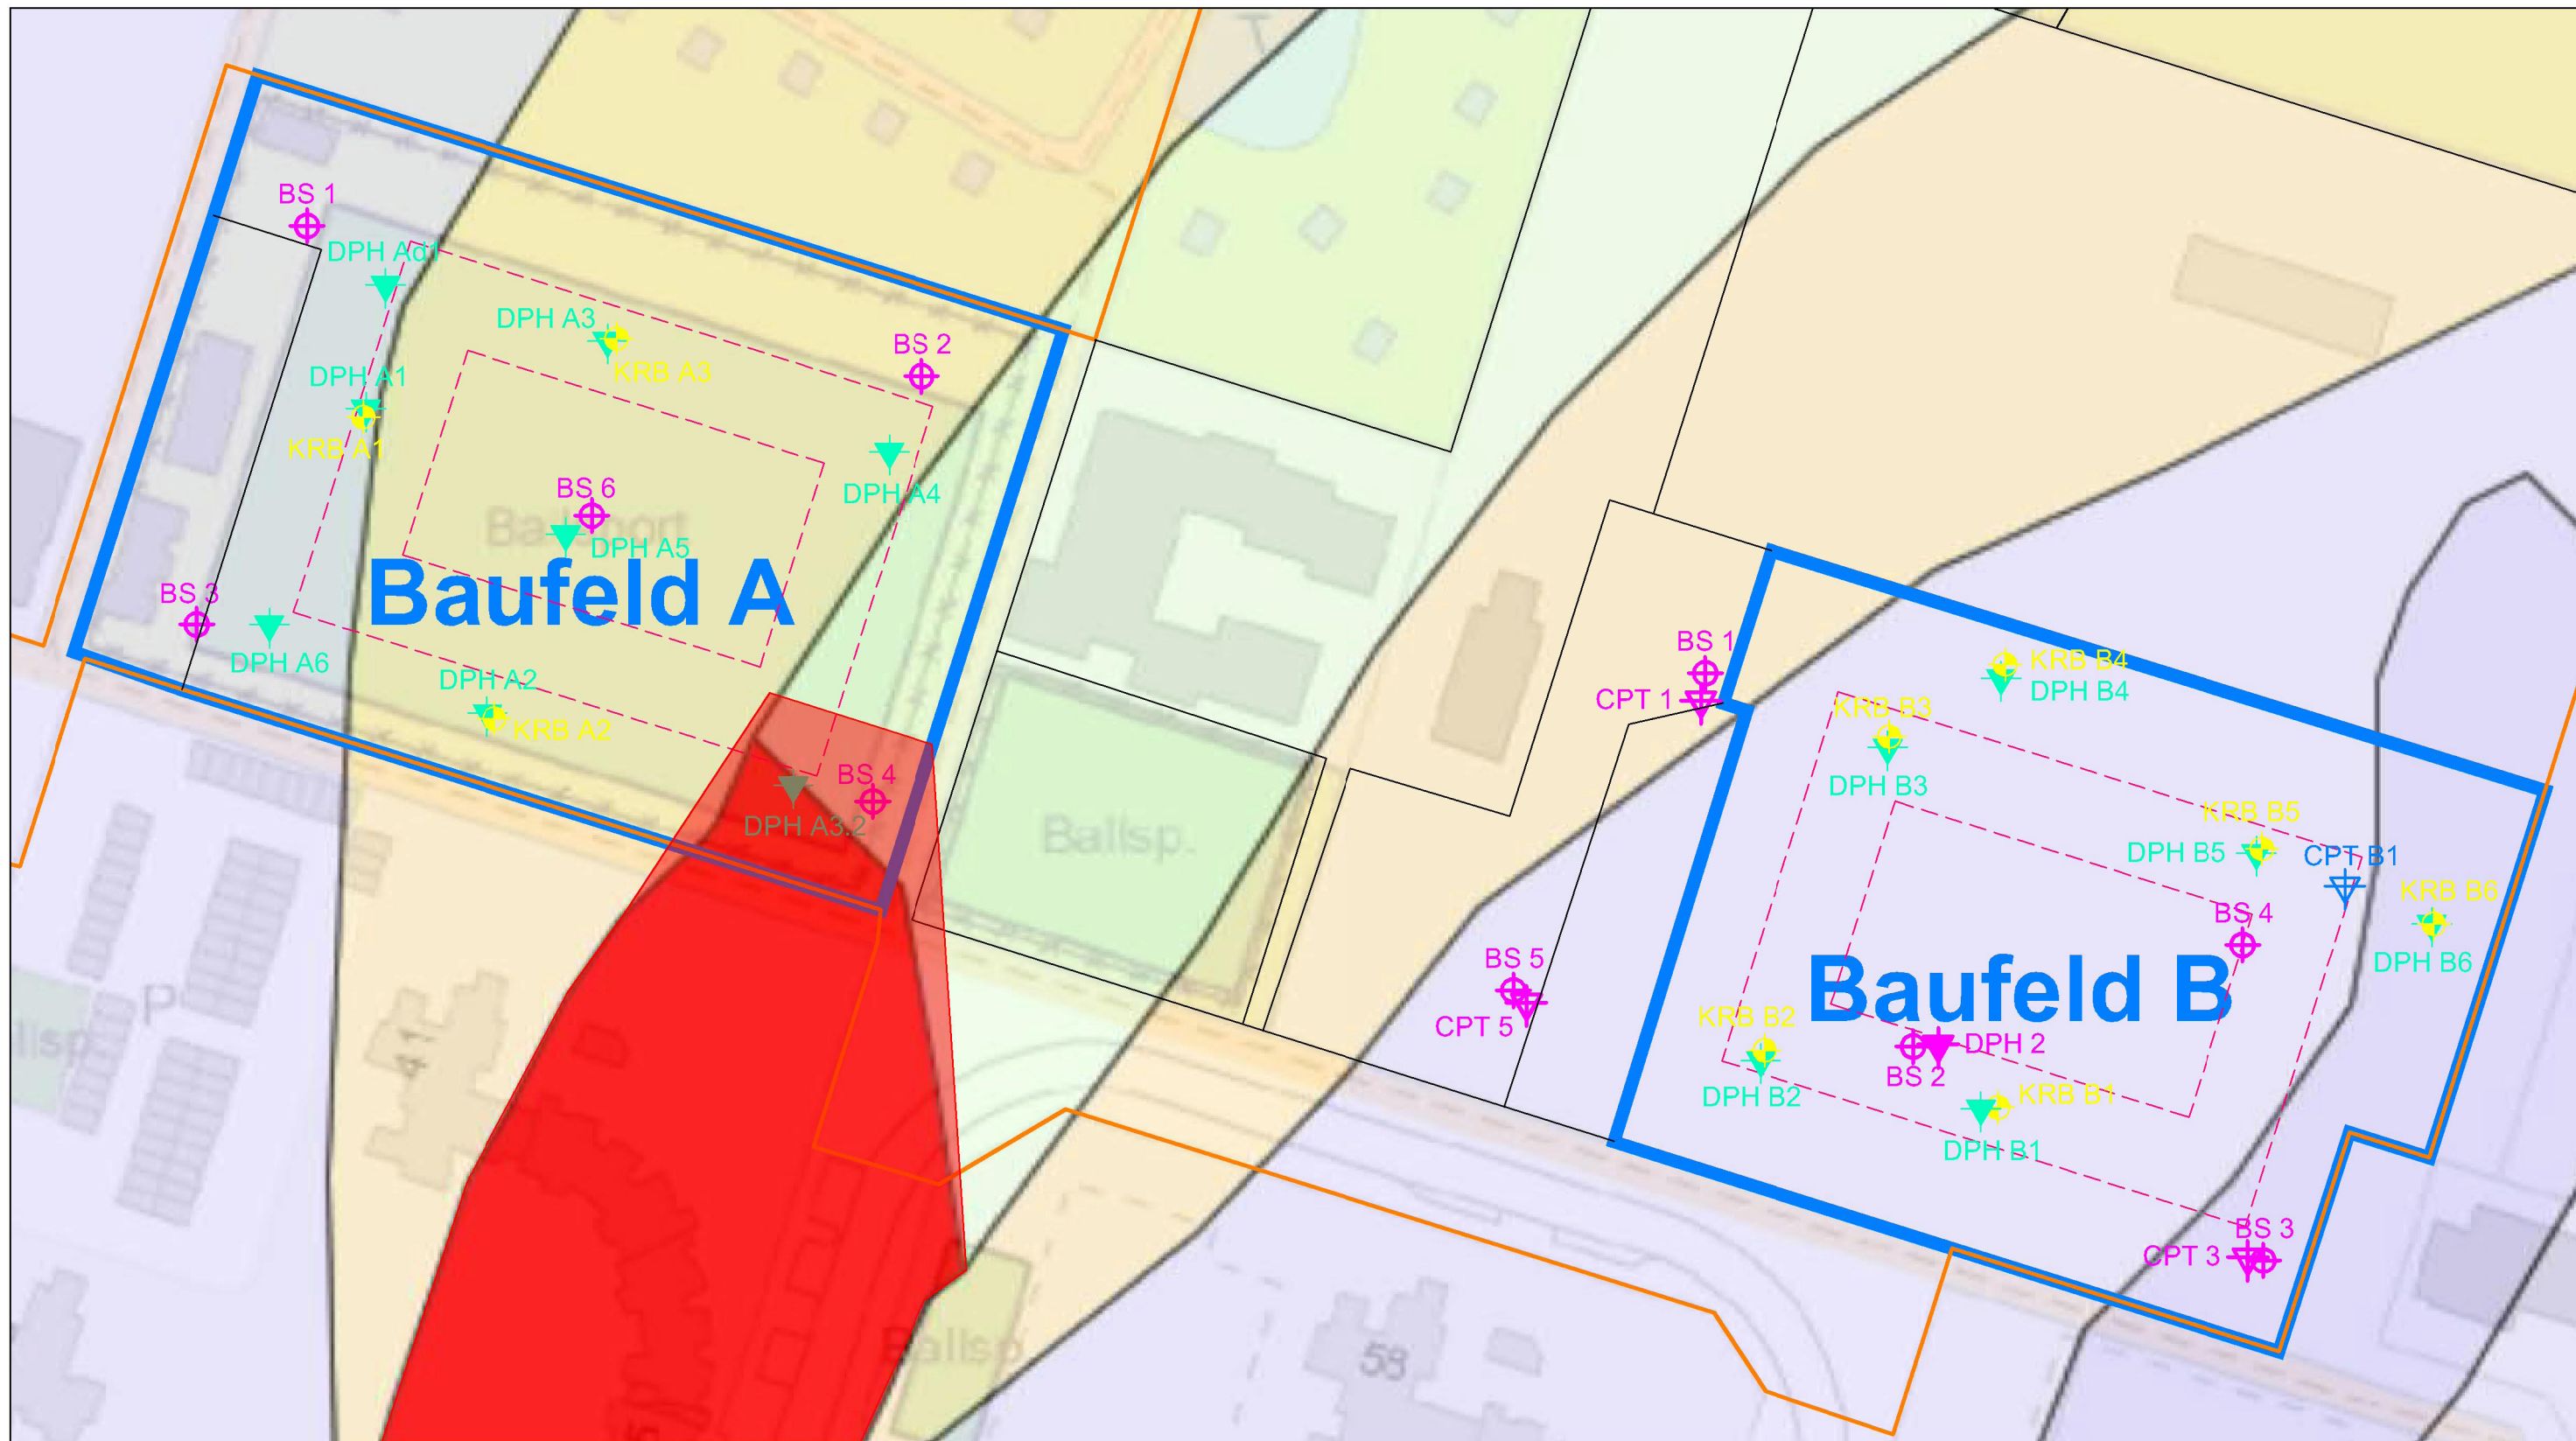 BS 1
DPH Ad1
DPH A3
KRB A3
BS 2
DPH A1
KRB A1
DPH A4
BS 6
Ballsport
DPH A5
Baufeld A
BS 3
DPH A6
DPH A2
KRB A2
BS 4
DPH A3.2
Ballsp.
P
41
Ballsp
58
BS 1
CPT 1
KRB B4
DPH B4
KRB B3
DPH B3
KRB B5
DPH B5
CPT B1
KRB B6
BS 4
DPH B6
BS 5
CPT 5
Baufeld B
KRB B2
DPH B2
DPH 2
BS 2
KRB B1
DPH B1
BS 3
CPT 3